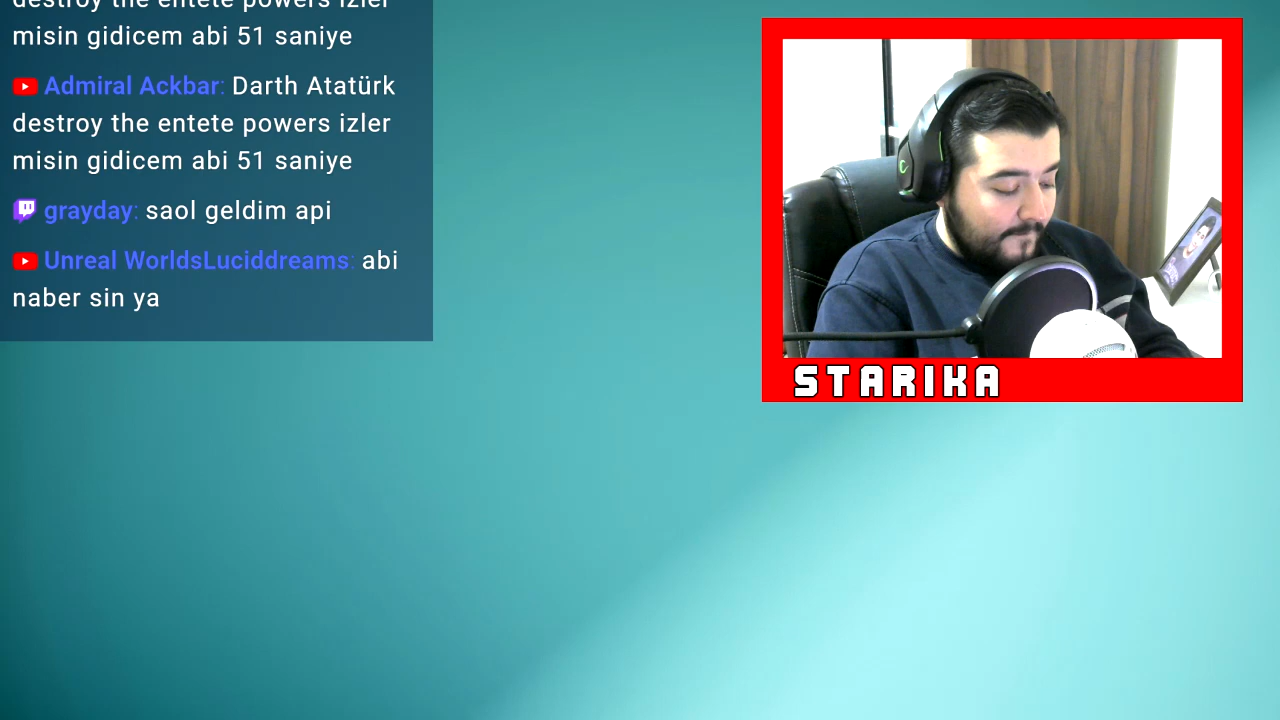 destroy the entete powers izler
misin gidicem abi 51 saniye
Admiral Ackbar: Darth Atatürk
destroy the entete powers izler
misin gidicem abi 51 saniye
grayday: saol geldim api
Unreal WorldsLuciddreams: abi
naber sin ya
STARIKA